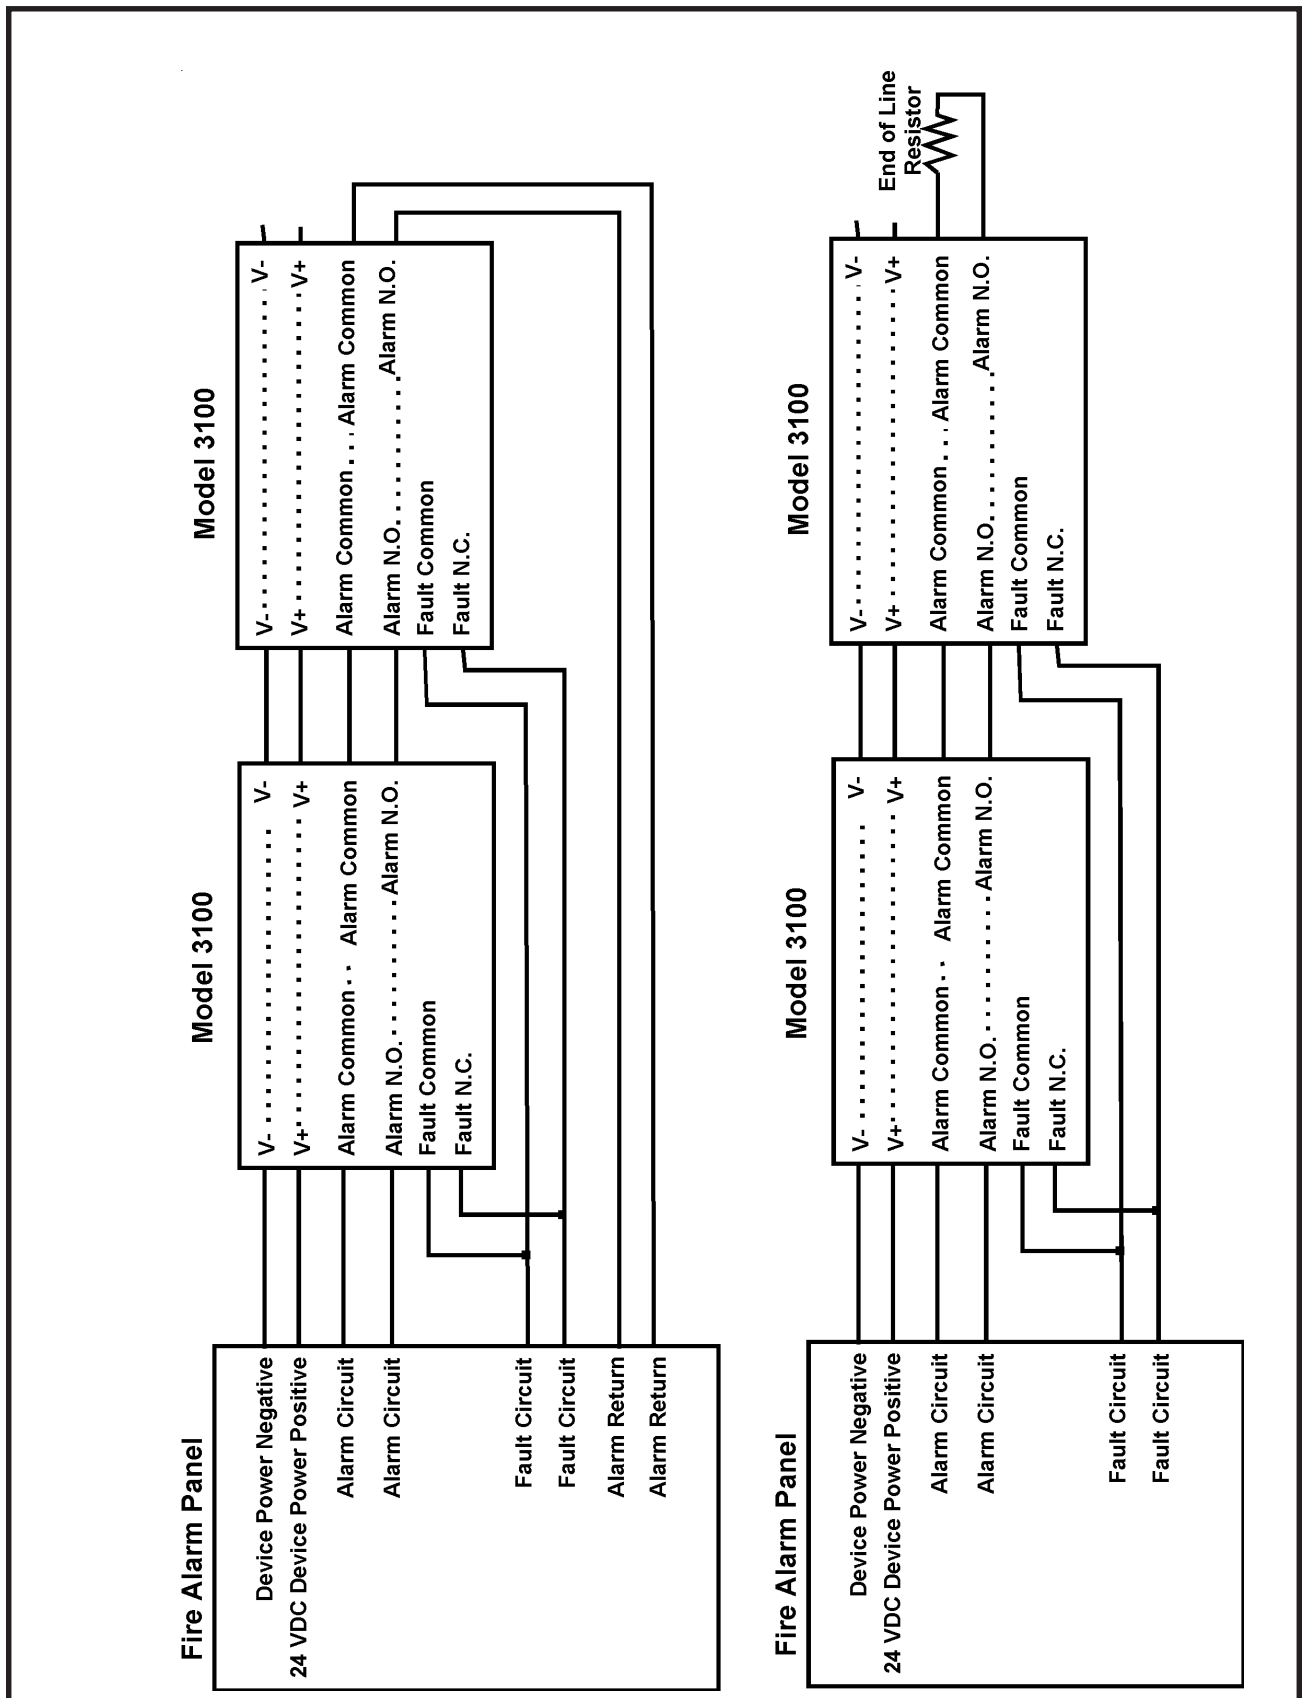 Model 3100
V- V-
V+ V+
Alarm Common Alarm Common
Alarm N.O. Alarm N.O.
Fault Common
Fault N.C.
Model 3100
V- V-
V+ V+
Alarm Common Alarm Common
Alarm N.O. Alarm N.O.
Fault Common
Fault N.C.
Fire Alarm Panel
Device Power Negative
24 VDC Device Power Positive
Alarm Circuit
Alarm Circuit
Fault Circuit
Fault Circuit
Alarm Return
Alarm Return
End of Line
Resistor
Model 3100
V- V-
V+ V+
Alarm Common Alarm Common
Alarm N.O. Alarm N.O.
Fault Common
Fault N.C.
Model 3100
V- V-
V+ V+
Alarm Common Alarm Common
Alarm N.O. Alarm N.O.
Fault Common
Fault N.C.
Fire Alarm Panel
Device Power Negative
24 VDC Device Power Positive
Alarm Circuit
Alarm Circuit
Fault Circuit
Fault Circuit